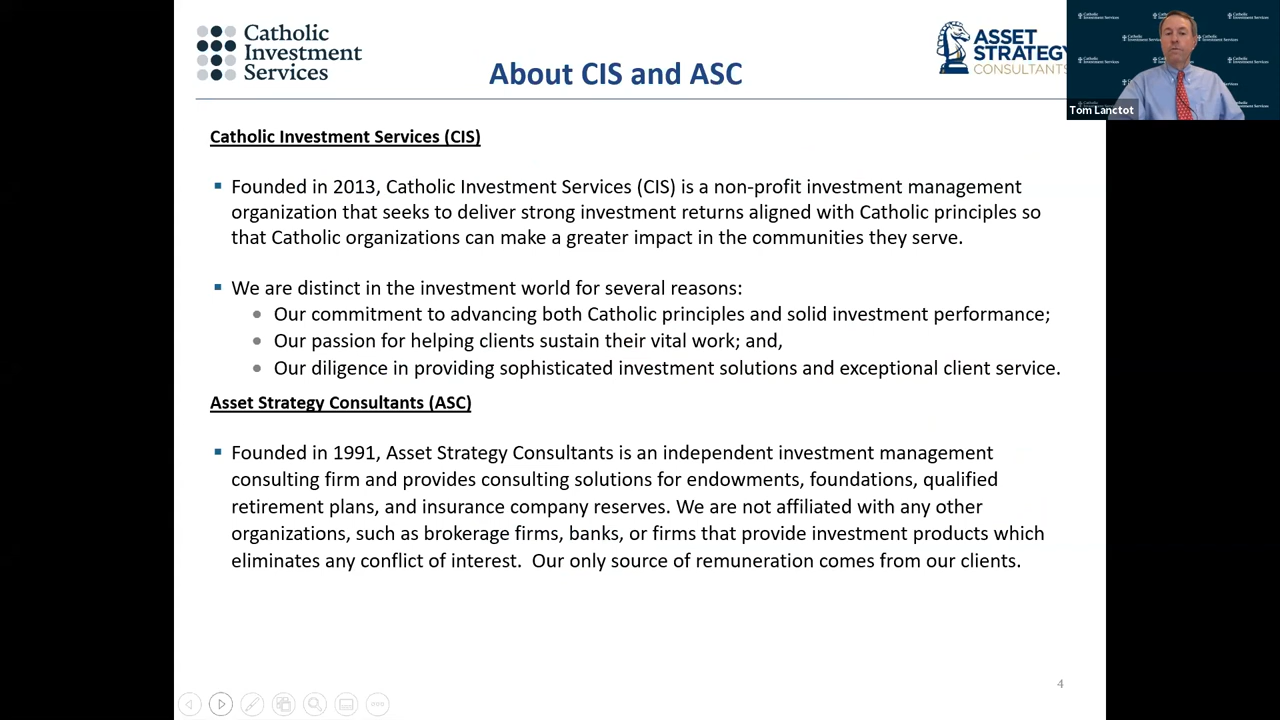 Catholic
Investment
Services
ASSET
STRATEGY
CONSULTANTS
About CIS and ASC
Tom Lanctot
Catholic Investment Services (CIS)
Founded in 2013, Catholic Investment Services (CIS) is a non-profit investment management
organization that seeks to deliver strong investment returns aligned with Catholic principles so
that Catholic organizations can make a greater impact in the communities they serve.
We are distinct in the investment world for several reasons:
Our commitment to advancing both Catholic principles and solid investment performance;
Our passion for helping clients sustain their vital work; and,
Our diligence in providing sophisticated investment solutions and exceptional client service.
Asset Strategy Consultants (ASC)
Founded in 1991, Asset Strategy Consultants is an independent investment management
consulting firm and provides consulting solutions for endowments, foundations, qualified
retirement plans, and insurance company reserves. We are not affiliated with any other
organizations, such as brokerage firms, banks, or firms that provide investment products which
eliminates any conflict of interest.  Our only source of remuneration comes from our clients.
4